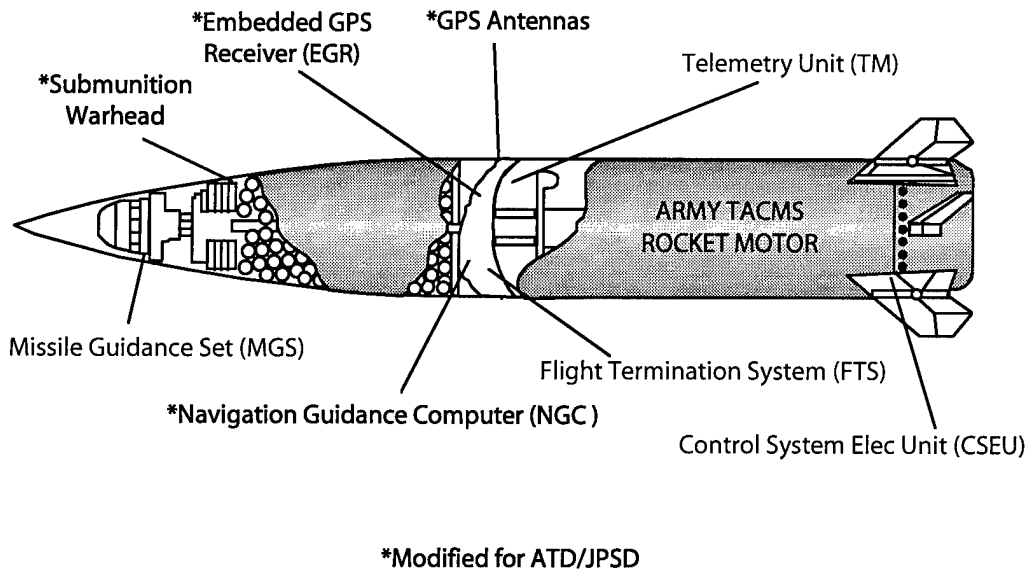 *Embedded GPS
Receiver (EGR)
*GPS Antennas
Telemetry Unit (TM)
*Submunition
Warhead
ARMY TACMS
ROCKET MOTOR
Missile Guidance Set (MGS)
Flight Termination System (FTS)
*Navigation Guidance Computer (NGC )
Control System Elec Unit (CSEU)
*Modified for ATD/JPSD